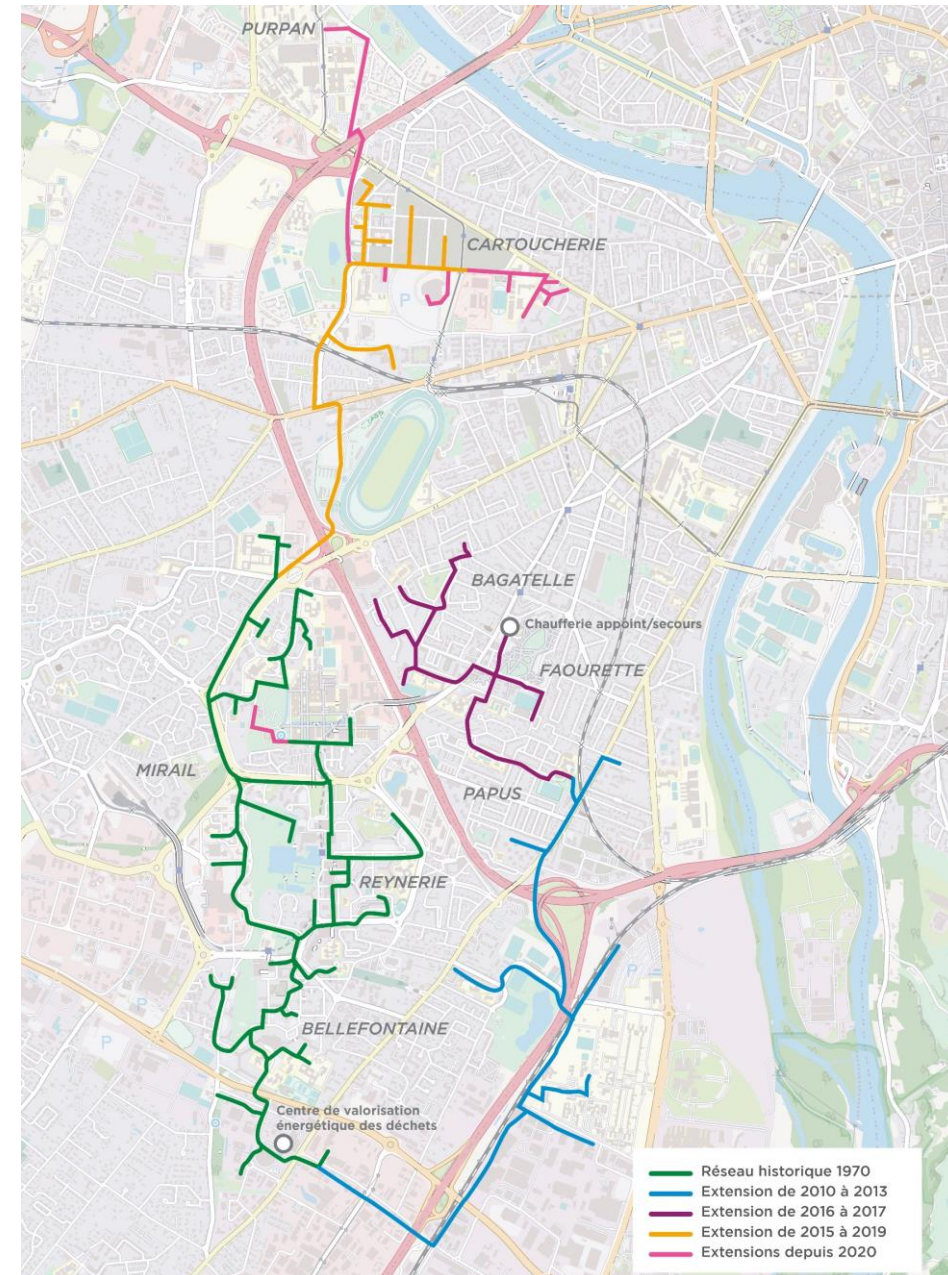 PURPAN
CARTOUCHERIE
P
BAGATELLE
Chaufferie appoint/secours
FAOURETTE
MIRAIL
PAPUS
REYNERIE
P
BELLEFONTAINE
P
Centre de valorisation
énergétique des déchets
Réseau historique 1970
Extension de 2010 à 2013
Extension de 2016 à 2017
Extension de 2015 à 2019
Extensions depuis 2020